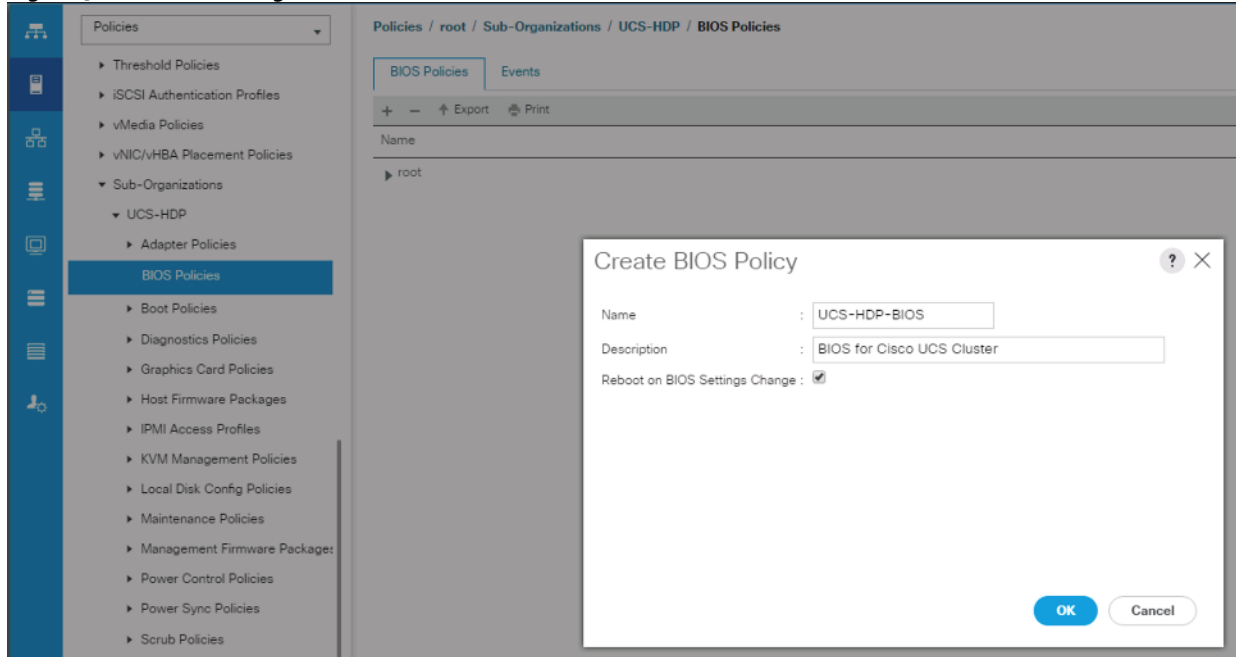 Policies
Threshold Policies
iSCSI Authentication Profiles
vMedia Policies
vNIC/vHBA Placement Policies
Sub-Organizations
UCS-HDP
Adapter Policies
BIOS Policies
Boot Policies
Diagnostics Policies
Graphics Card Policies
Host Firmware Packages
IPMI Access Profiles
KVM Management Policies
Local Disk Config Policies
Maintenance Policies
Management Firmware Packages
Power Control Policies
Power Sync Policies
Scrub Policies
Policies / root / Sub-Organizations / UCS-HDP / BIOS Policies
BIOS Policies Events
+ − Export Print
Name
root
Create BIOS Policy ? ×
Name : UCS-HDP-BIOS
Description : BIOS for Cisco UCS Cluster
Reboot on BIOS Settings Change :
OK Cancel